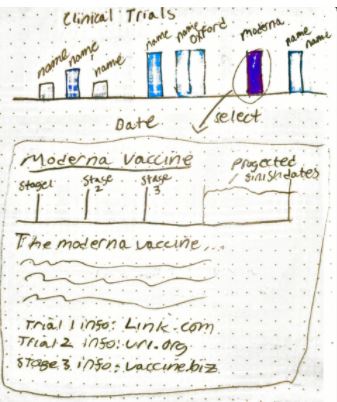 Clinical Trials
name name name name name Oxford moderna name name
Date
select
Moderna Vaccine
Projected finish dates
Stage1 Stage 2 Stage 3
The moderna vaccine...
Trial 1 info: Link.com
Trial 2 info: url.org
Stage 3 info: vaccine.biz